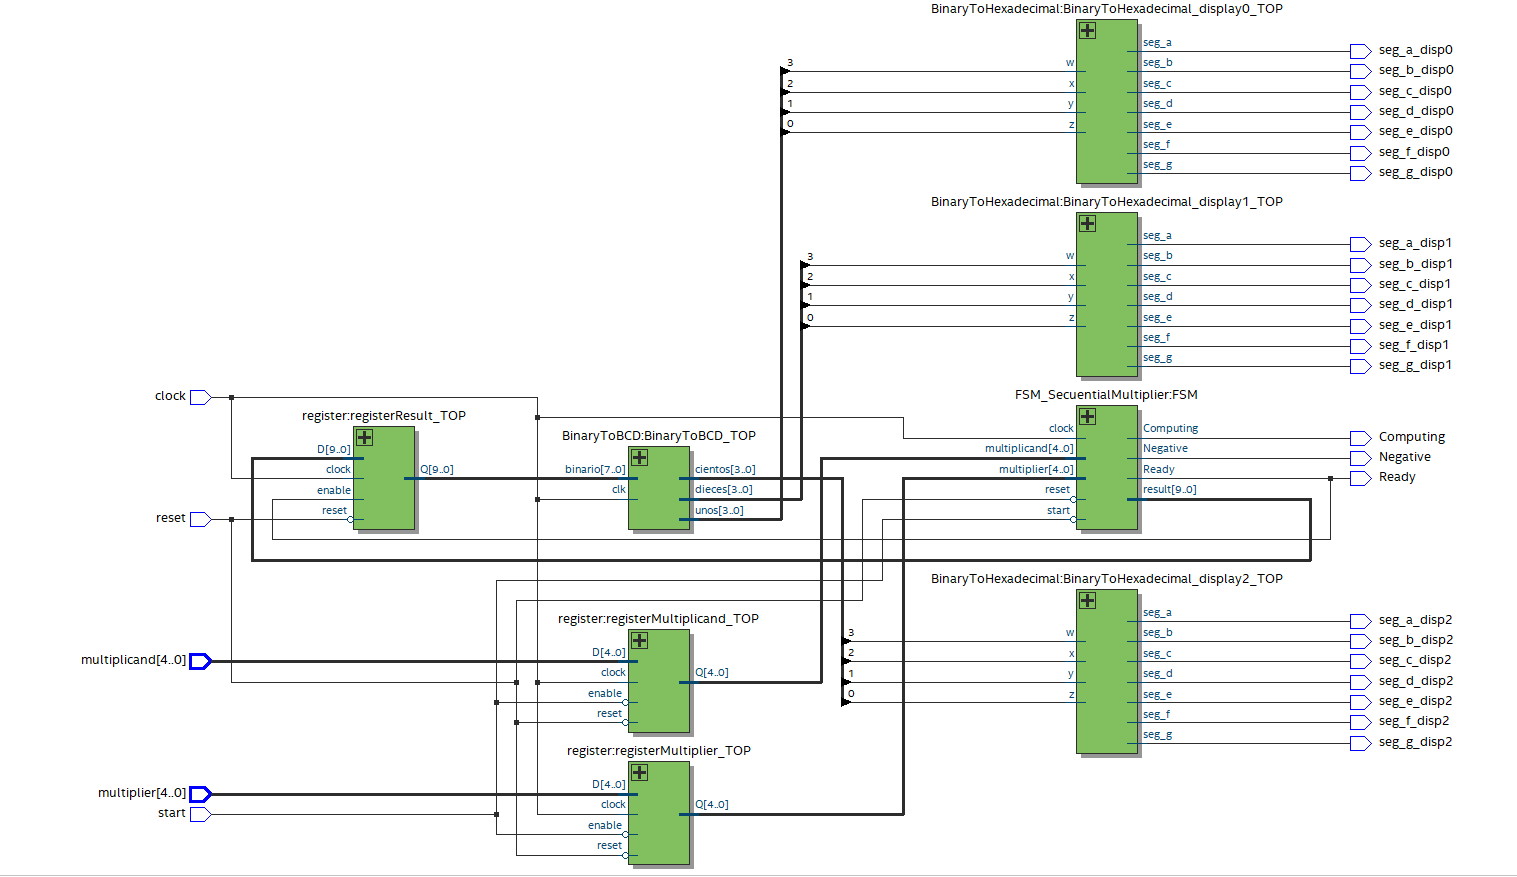 BinaryToHexadecimal:BinaryToHexadecimal_display0_TOP
w
x
y
z
3
2
1
0
seg_a
seg_b
seg_c
seg_d
seg_e
seg_f
seg_g
seg_a_disp0
seg_b_disp0
seg_c_disp0
seg_d_disp0
seg_e_disp0
seg_f_disp0
seg_g_disp0
BinaryToHexadecimal:BinaryToHexadecimal_display1_TOP
3
2
1
0
w
x
y
z
seg_a
seg_b
seg_c
seg_d
seg_e
seg_f
seg_g
seg_a_disp1
seg_b_disp1
seg_c_disp1
seg_d_disp1
seg_e_disp1
seg_f_disp1
seg_g_disp1
clock
reset
register:registerResult_TOP
D[9..0]
clock
enable
reset
Q[9..0]
BinaryToBCD:BinaryToBCD_TOP
binario[7..0]
clk
cientos[3..0]
dieces[3..0]
unos[3..0]
FSM_SecuentialMultiplier:FSM
clock
multiplicand[4..0]
multiplier[4..0]
reset
start
Computing
Negative
Ready
result[9..0]
Computing
Negative
Ready
multiplicand[4..0]
register:registerMultiplicand_TOP
D[4..0]
clock
enable
reset
Q[4..0]
BinaryToHexadecimal:BinaryToHexadecimal_display2_TOP
3
2
1
0
w
x
y
z
seg_a
seg_b
seg_c
seg_d
seg_e
seg_f
seg_g
seg_a_disp2
seg_b_disp2
seg_c_disp2
seg_d_disp2
seg_e_disp2
seg_f_disp2
seg_g_disp2
multiplier[4..0]
start
register:registerMultiplier_TOP
D[4..0]
clock
enable
reset
Q[4..0]